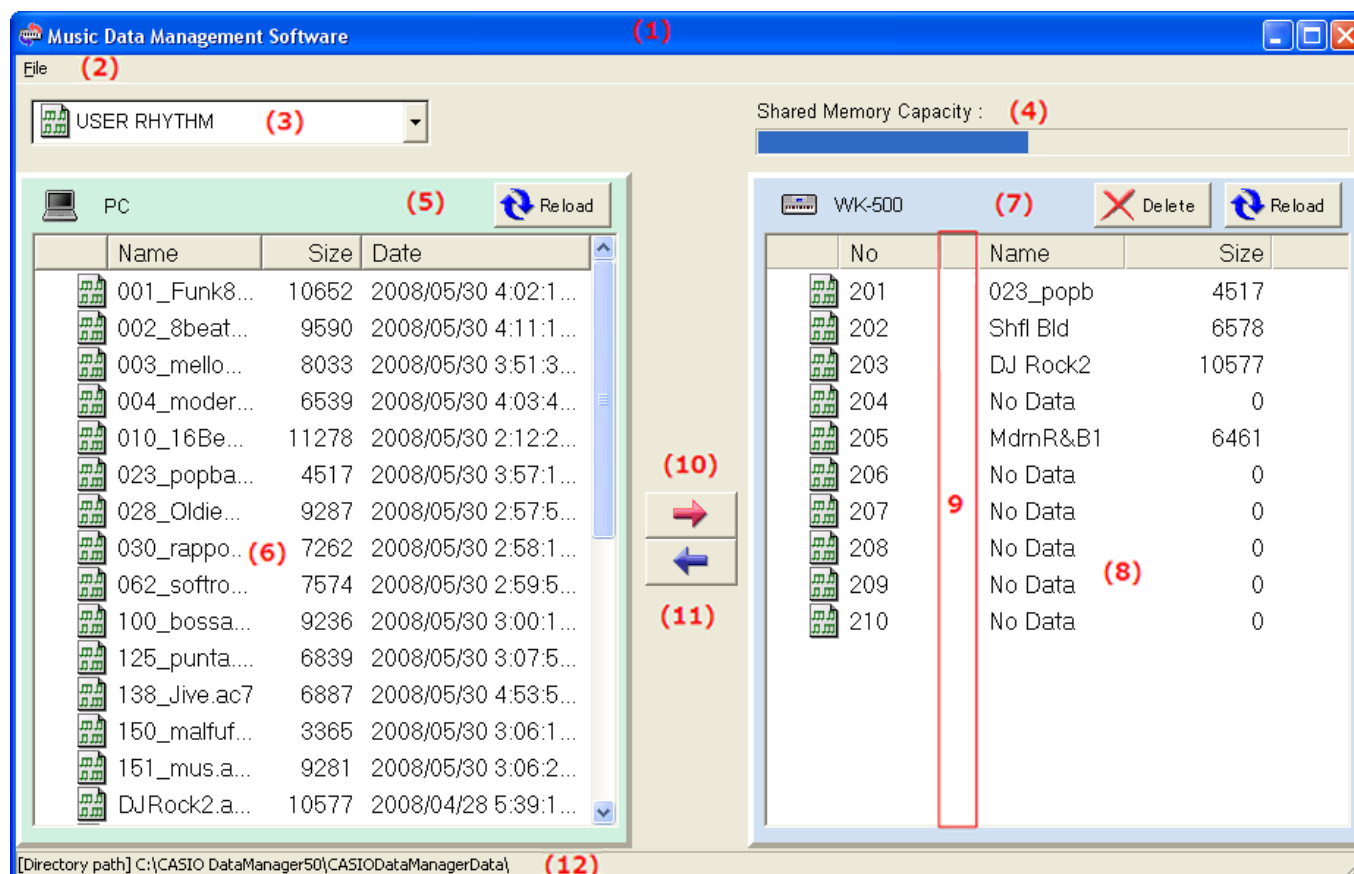 Music Data Management Software (1)
File (2)
USER RHYTHM (3)
Shared Memory Capacity : (4)
PC (5) Reload
Name Size Date
001_Funk8... 10652 2008/05/30 4:02:1...
002_8beat... 9590 2008/05/30 4:11:1...
003_mello... 8033 2008/05/30 3:51:3...
004_moder... 6539 2008/05/30 4:03:4...
010_16Be... 11278 2008/05/30 2:12:2...
023_popba... 4517 2008/05/30 3:57:1...
028_Oldie... 9287 2008/05/30 2:57:5...
030_rappo... (6) 7262 2008/05/30 2:58:1...
062_softro... 7574 2008/05/30 2:59:5...
100_bossa... 9236 2008/05/30 3:00:1...
125_punta.... 6839 2008/05/30 3:07:5...
138_Jive.ac7 6887 2008/05/30 4:53:5...
150_malfuf... 3365 2008/05/30 3:06:1...
151_mus.a... 9281 2008/05/30 3:06:2...
DJRock2.a... 10577 2008/04/28 5:39:1...
(10)
(11)
WK-500 (7) Delete Reload
No Name Size
201 023_popb 4517
202 Shfl Bld 6578
203 DJ Rock2 10577
204 No Data 0
205 MdrnR&B1 6461
206 No Data 0
207 9 No Data 0
208 No Data 0
(8)
209 No Data 0
210 No Data 0
[Directory path] C:\CASIO DataManager50\CASIODataManagerData\ (12)